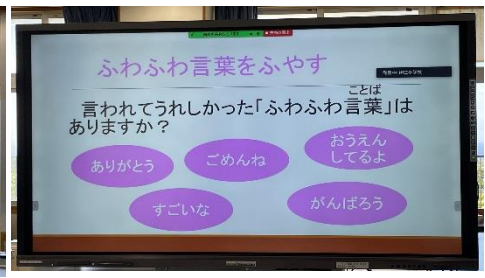 ふわふわ言葉をふやす
ことば
言われてうれしかった「ふわふわ言葉」は
ありますか？
ありがとう
ごめんね
おうえん
してるよ
すごいな
がんばろう